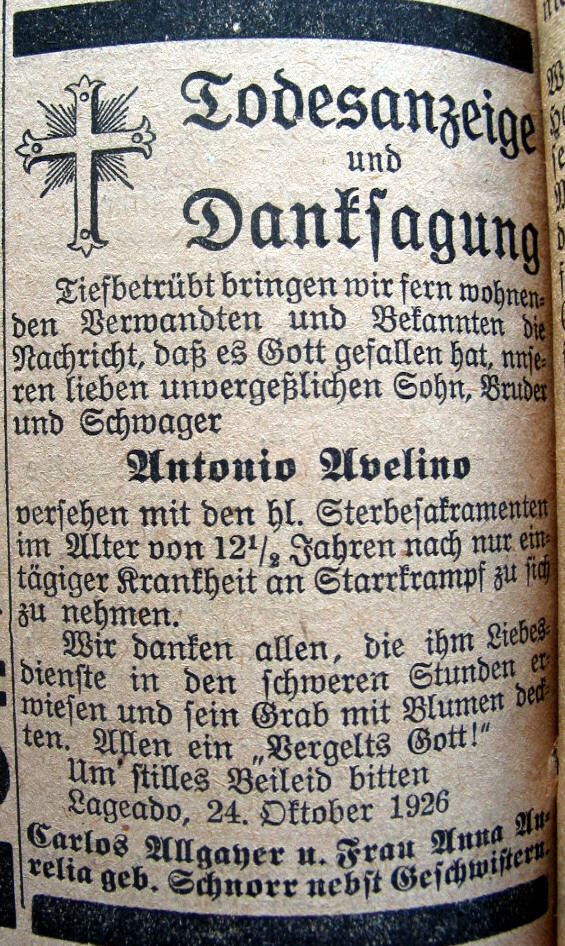 Todesanzeige
und
Danksagung
Tiefbetrübt bringen wir fern wohnen-
den Verwandten und Bekannten die
Nachricht, daß es Gott gefallen hat, nnse-
ren lieben unvergeßlichen Sohn, Bruder
und Schwager
Antonio Avelino
versehen mit den hl. Sterbesakramenten
im Alter von 12 1/2 Jahren nach nur ein-
tägiger Krankheit an Starrkrampf zu sich
zu nehmen.
Wir danken allen, die ihm Liebes-
dienste in den schweren Stunden er-
wiesen und sein Grab mit Blumen deck-
ten. Allen ein „Vergelts Gott!“
Um stilles Beileid bitten
Lageado, 24. Oktober 1926
Carlos Allgayer u. Frau Anna Au-
relia geb. Schnorr nebst Geschwistern.